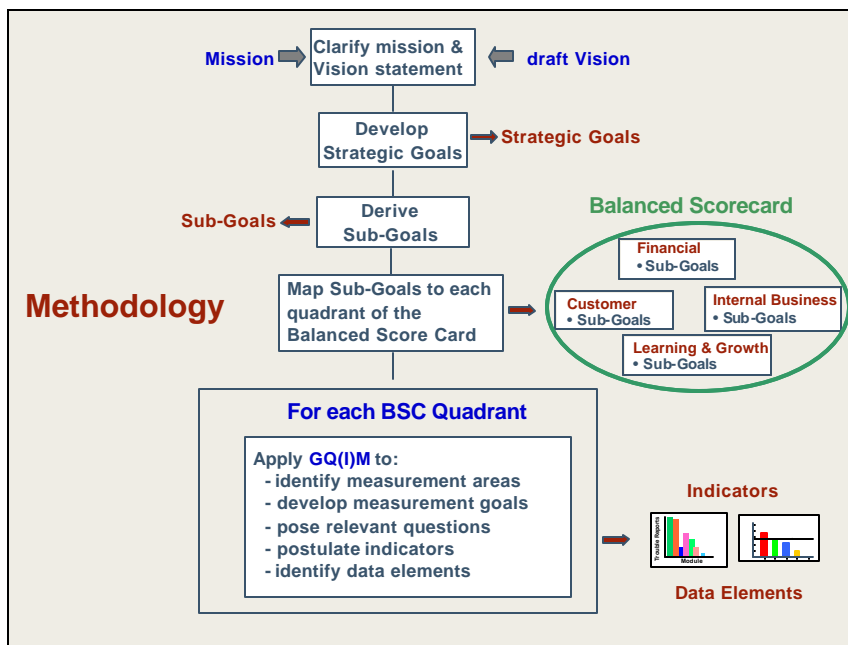 Mission
Clarify mission &
Vision statement
draft Vision
Develop
Strategic Goals
Strategic Goals
Sub-Goals
Derive
Sub-Goals
Balanced Scorecard
Financial
• Sub-Goals
Customer
• Sub-Goals
Internal Business
• Sub-Goals
Learning & Growth
• Sub-Goals
Methodology
Map Sub-Goals to each
quadrant of the
Balanced Score Card
For each BSC Quadrant
Apply GQ(I)M to:
- identify measurement areas
- develop measurement goals
- pose relevant questions
- postulate indicators
- identify data elements
Indicators
Trouble Reports
Module
Data Elements